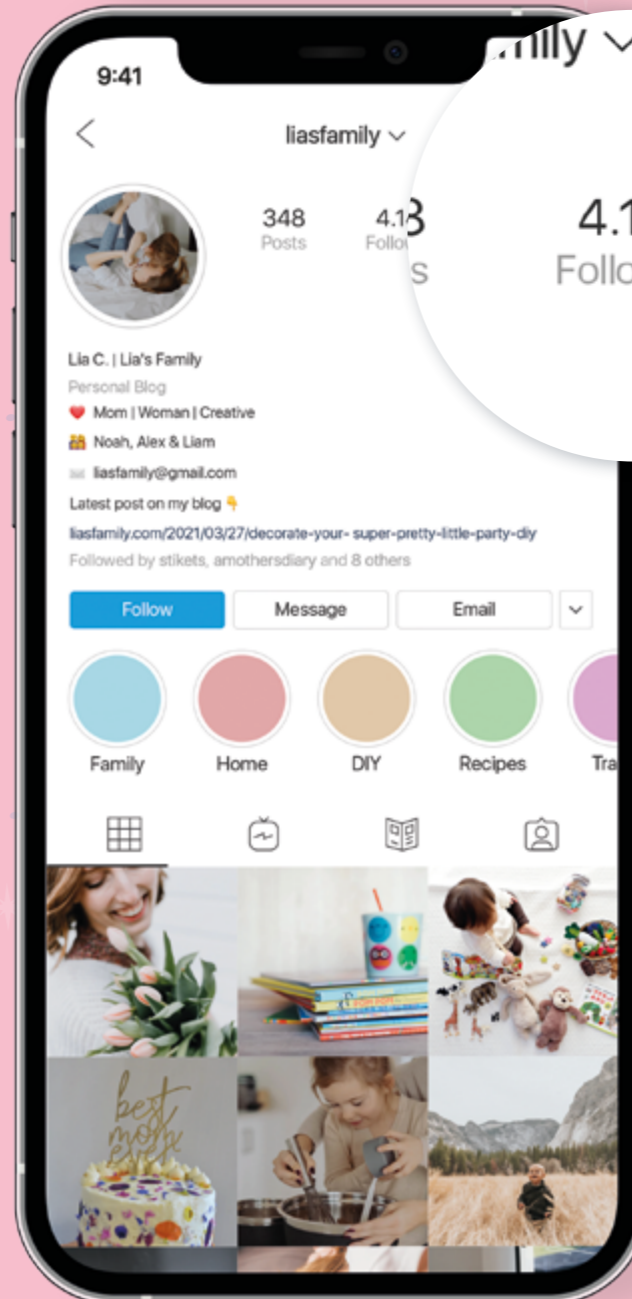 9:41
liasfamily
348
Posts
4.1
Follo
mily
8
s
4.1
Follo
Lia C. | Lia's Family
Personal Blog
Mom | Woman | Creative
Noah, Alex & Liam
liasfamily@gmail.com
Latest post on my blog
liasfamily.com/2021/03/27/decorate-your- super-pretty-little-party-diy
Followed by stikets, amothersdiary and 8 others
Follow
Message
Email
Family
Home
DIY
Recipes
Tra
best
mom
ever